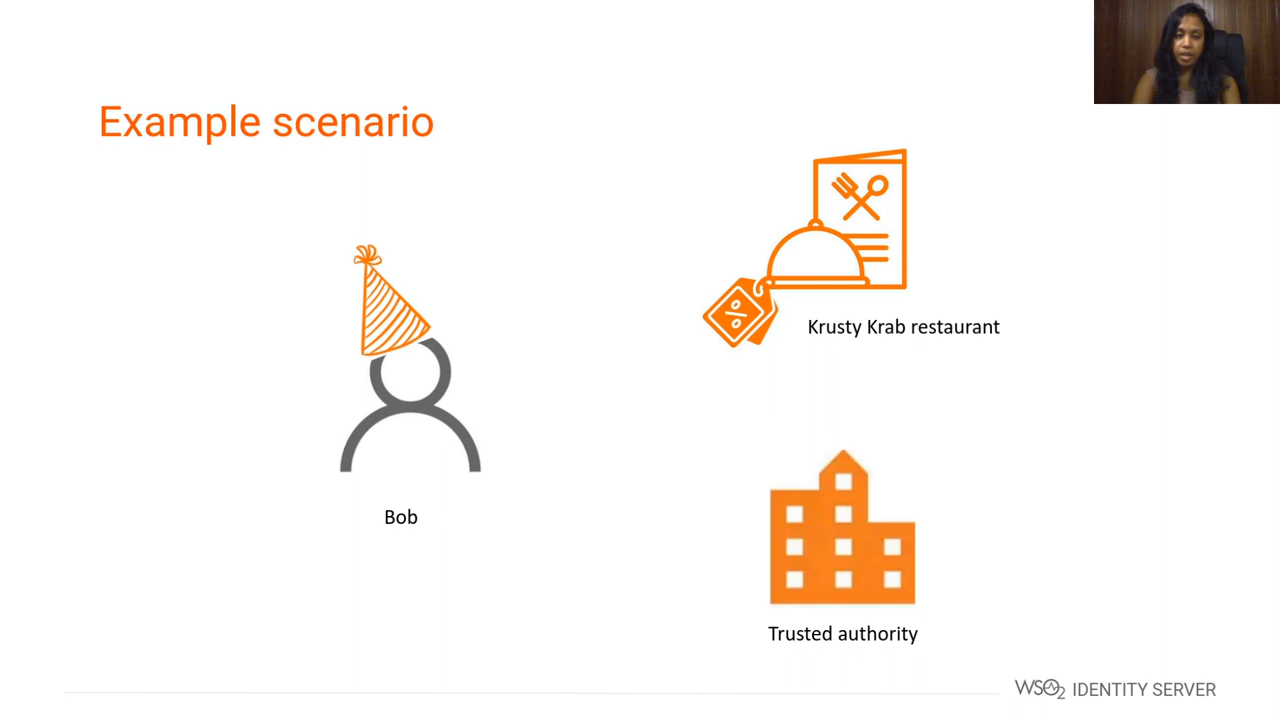 Example scenario
%
Krusty Krab restaurant
Bob
Trusted authority
WSO2 IDENTITY SERVER